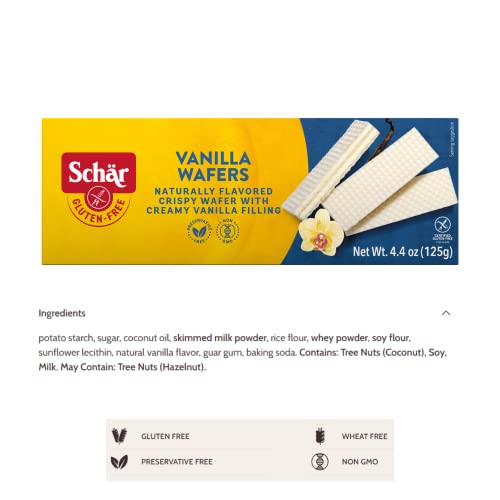 Schär
GLUTEN-FREE
VANILLA
WAFERS
NATURALLY FLAVORED
CRISPY WAFER WITH
CREAMY VANILLA FILLING
PRESERVATIVE
FREE
NON
GMO
Serving suggestion
CERTIFIED
GLUTEN-FREE
Net Wt. 4.4 oz (125g)
Ingredients
potato starch, sugar, coconut oil, skimmed milk powder, rice flour, whey powder, soy flour,
sunflower lecithin, natural vanilla flavor, guar gum, baking soda. Contains: Tree Nuts (Coconut), Soy,
Milk. May Contain: Tree Nuts (Hazelnut).
GLUTEN FREE
WHEAT FREE
PRESERVATIVE FREE
NON GMO